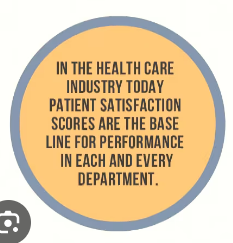 IN THE HEALTH CARE
INDUSTRY TODAY
PATIENT SATISFACTION
SCORES ARE THE BASE
LINE FOR PERFORMANCE
IN EACH AND EVERY
DEPARTMENT.